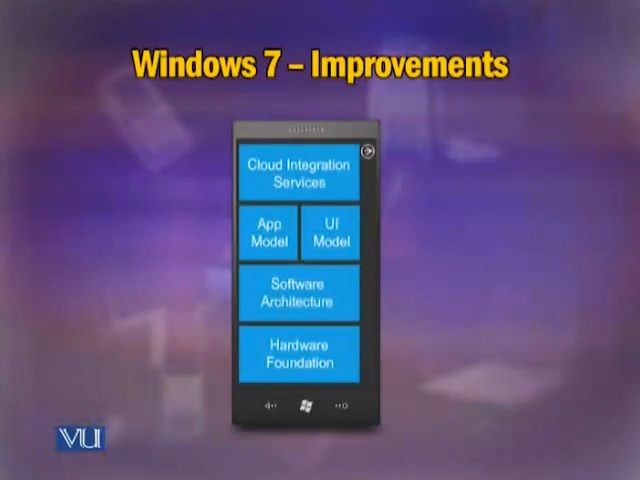 Windows 7 – Improvements
Cloud Integration
Services
App
Model
UI
Model
Software
Architecture
Hardware
Foundation
VU